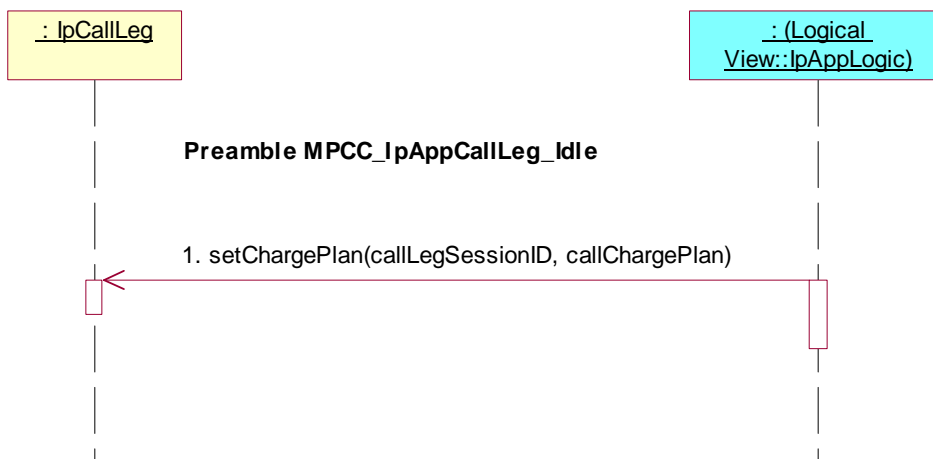 : IpCallLeg
: (Logical
View::IpAppLogic)
Preamble MPCC_IpAppCallLeg_Idle
1. setChargePlan(callLegSessionID, callChargePlan)